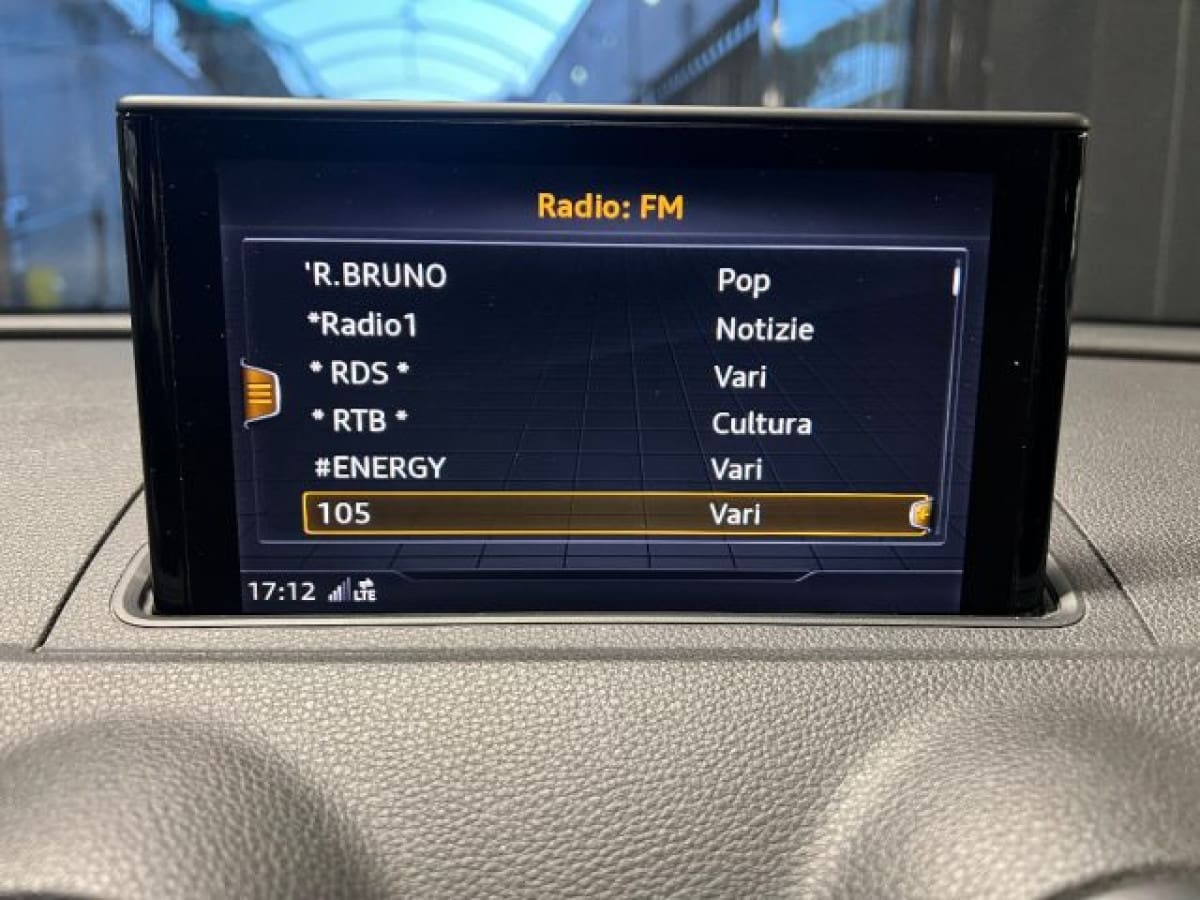 Radio: FM
'R.BRUNO Pop
*Radio1 Notizie
* RDS * Vari
* RTB * Cultura
#ENERGY Vari
105 Vari
17:12 LTE